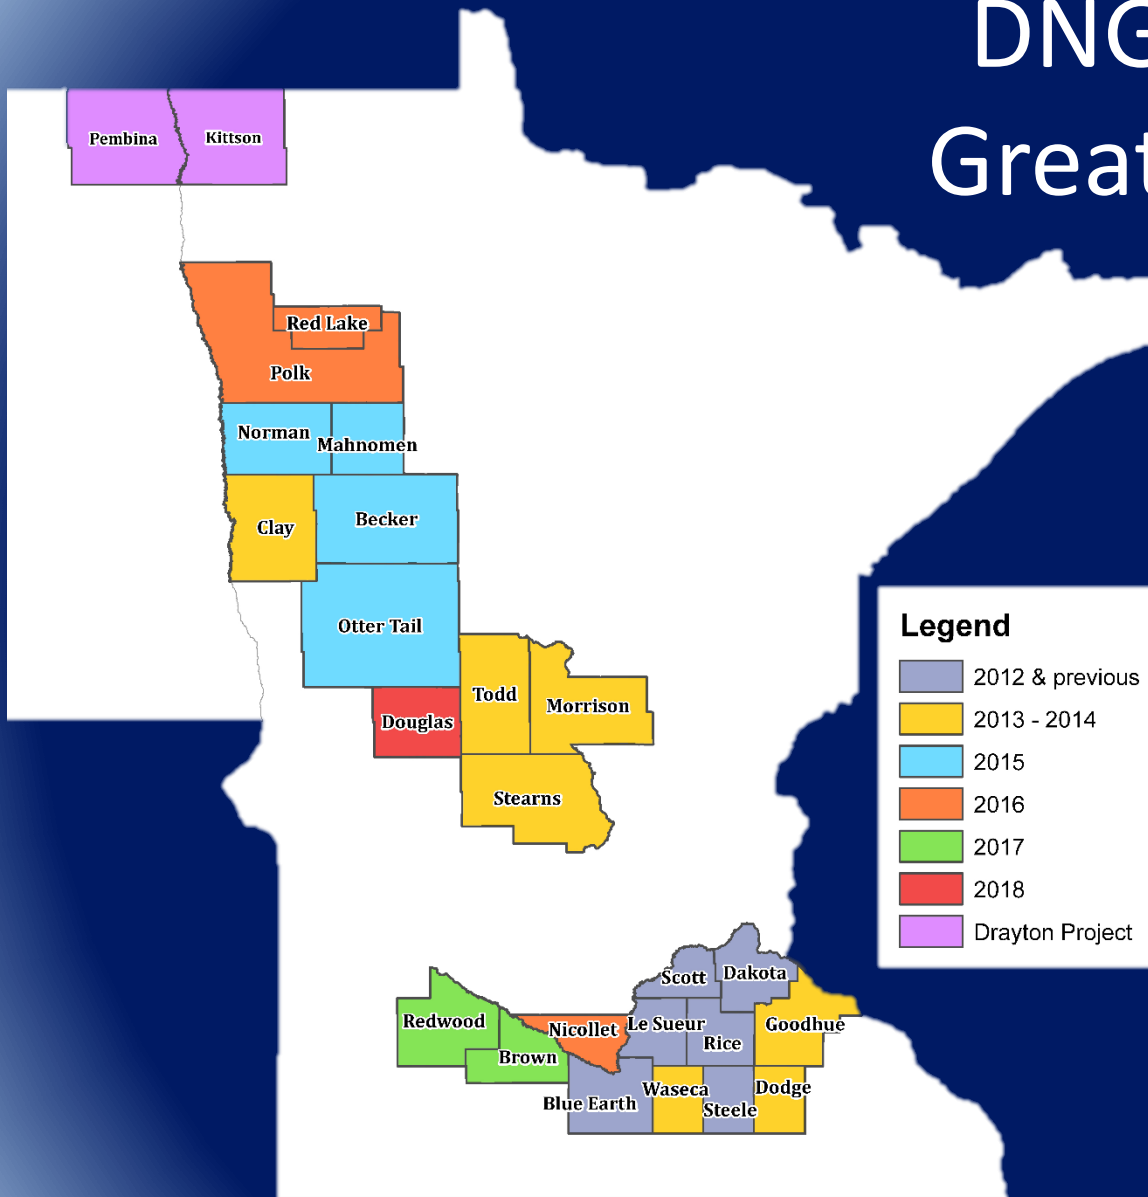 DNG
Great
Pembina
Kittson
Red Lake
Polk
Norman
Mahnomen
Clay
Becker
Otter Tail
Todd
Morrison
Douglas
Stearns
Legend
2012 & previous
2013 - 2014
2015
2016
2017
2018
Drayton Project
Scott
Dakota
Redwood
Nicollet
Le Sueur
Goodhue
Rice
Brown
Waseca
Dodge
Blue Earth
Steele